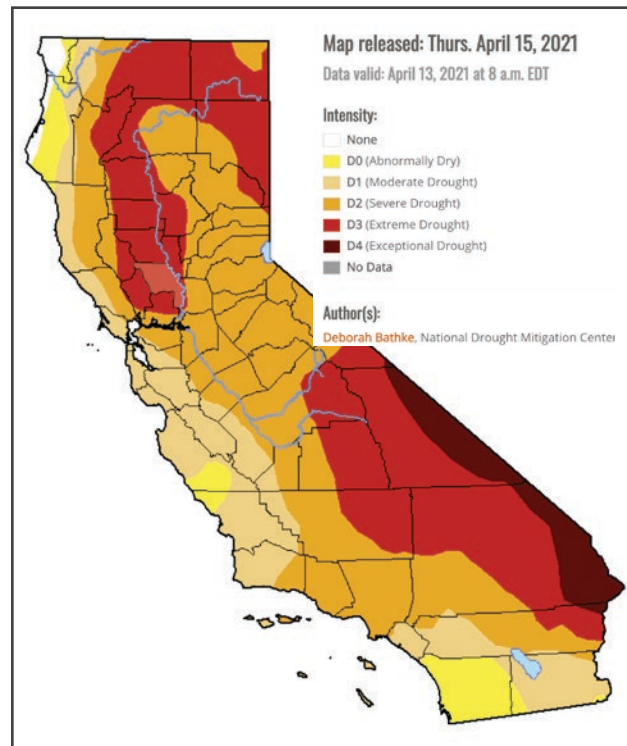 Map released: Thurs. April 15, 2021
Data valid: April 13, 2021 at 8 a.m. EDT
Intensity:
None
D0 (Abnormally Dry)
D1 (Moderate Drought)
D2 (Severe Drought)
D3 (Extreme Drought)
D4 (Exceptional Drought)
No Data
Author(s):
Deborah Bathke, National Drought Mitigation Center